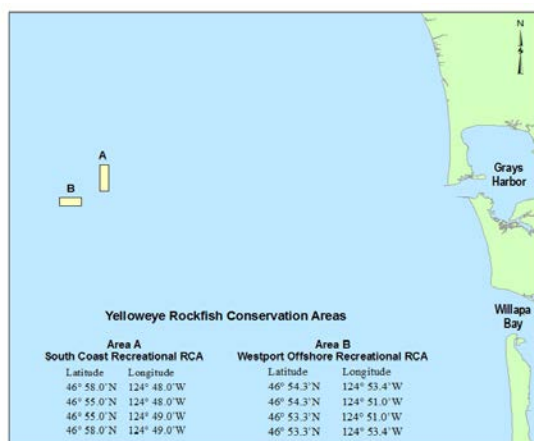 N
A
B
Grays
Harbor
Willapa
Bay
Yelloweye Rockfish Conservation Areas
Area A
South Coast Recreational RCA
Latitude Longitude
46° 58.0'N 124° 48.0'W
46° 55.0'N 124° 48.0'W
46° 55.0'N 124° 49.0'W
46° 58.0'N 124° 49.0'W
Area B
Westport Offshore Recreational RCA
Latitude Longitude
46° 54.3'N 124° 53.4'W
46° 54.3'N 124° 51.0'W
46° 53.3'N 124° 51.0'W
46° 53.3'N 124° 53.4'W